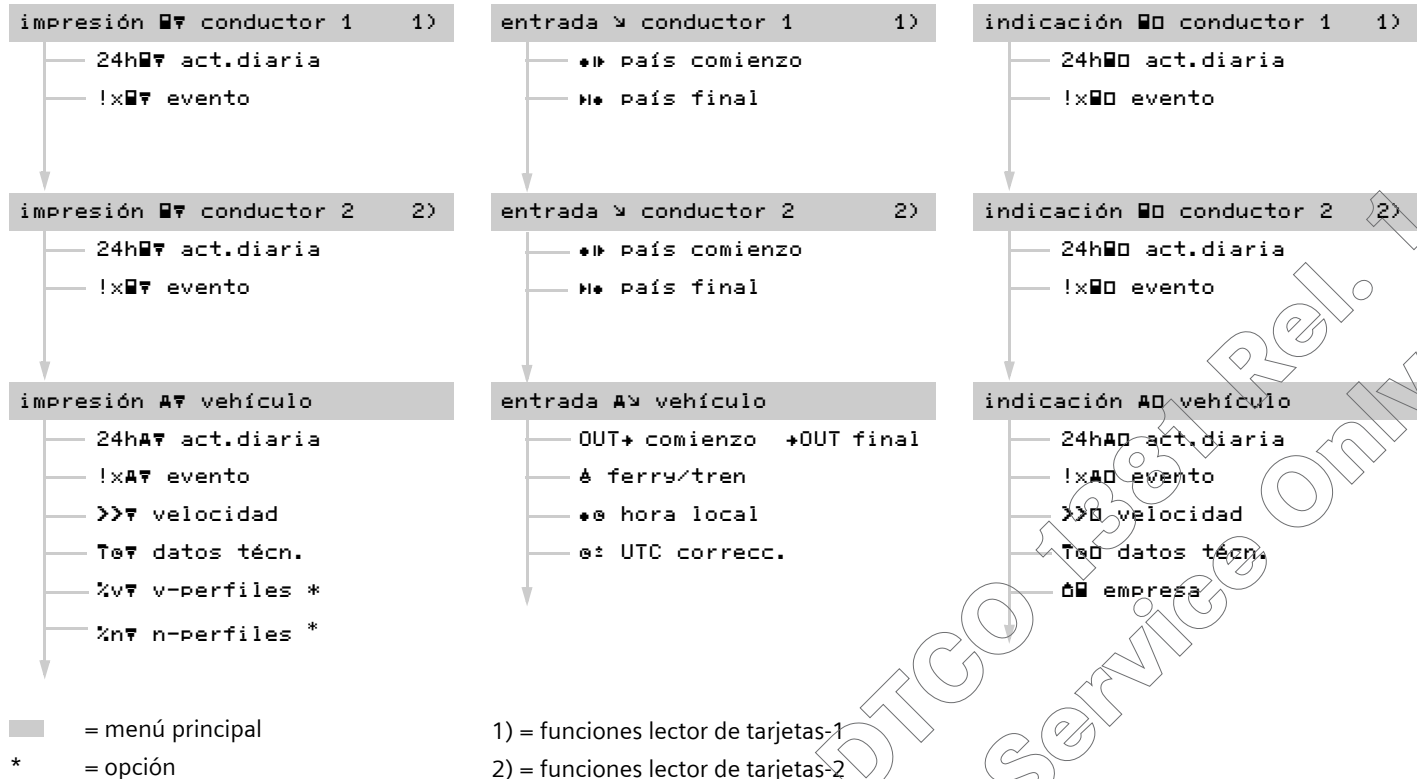 impresión conductor 1 1)
24h act.diaria
!x evento
entrada conductor 1 1)
país comienzo
país final
indicación conductor 1 1)
24h act.diaria
!x evento
impresión conductor 2 2)
24h act.diaria
!x evento
entrada conductor 2 2)
país comienzo
país final
indicación conductor 2 2)
24h act.diaria
!x evento
impresión vehículo
24h act.diaria
!x evento
>> velocidad
datos técn.
%v v-perfiles *
%n n-perfiles *
entrada vehículo
OUT→ comienzo →OUT final
ferry/tren
hora local
UTC correcc.
indicación vehículo
24h act.diaria
!x evento
>> velocidad
datos técn.
empresa
= menú principal
* = opción
1) = funciones lector de tarjetas-1
2) = funciones lector de tarjetas-2
DTCO 1381 Rel. 1
Service Only